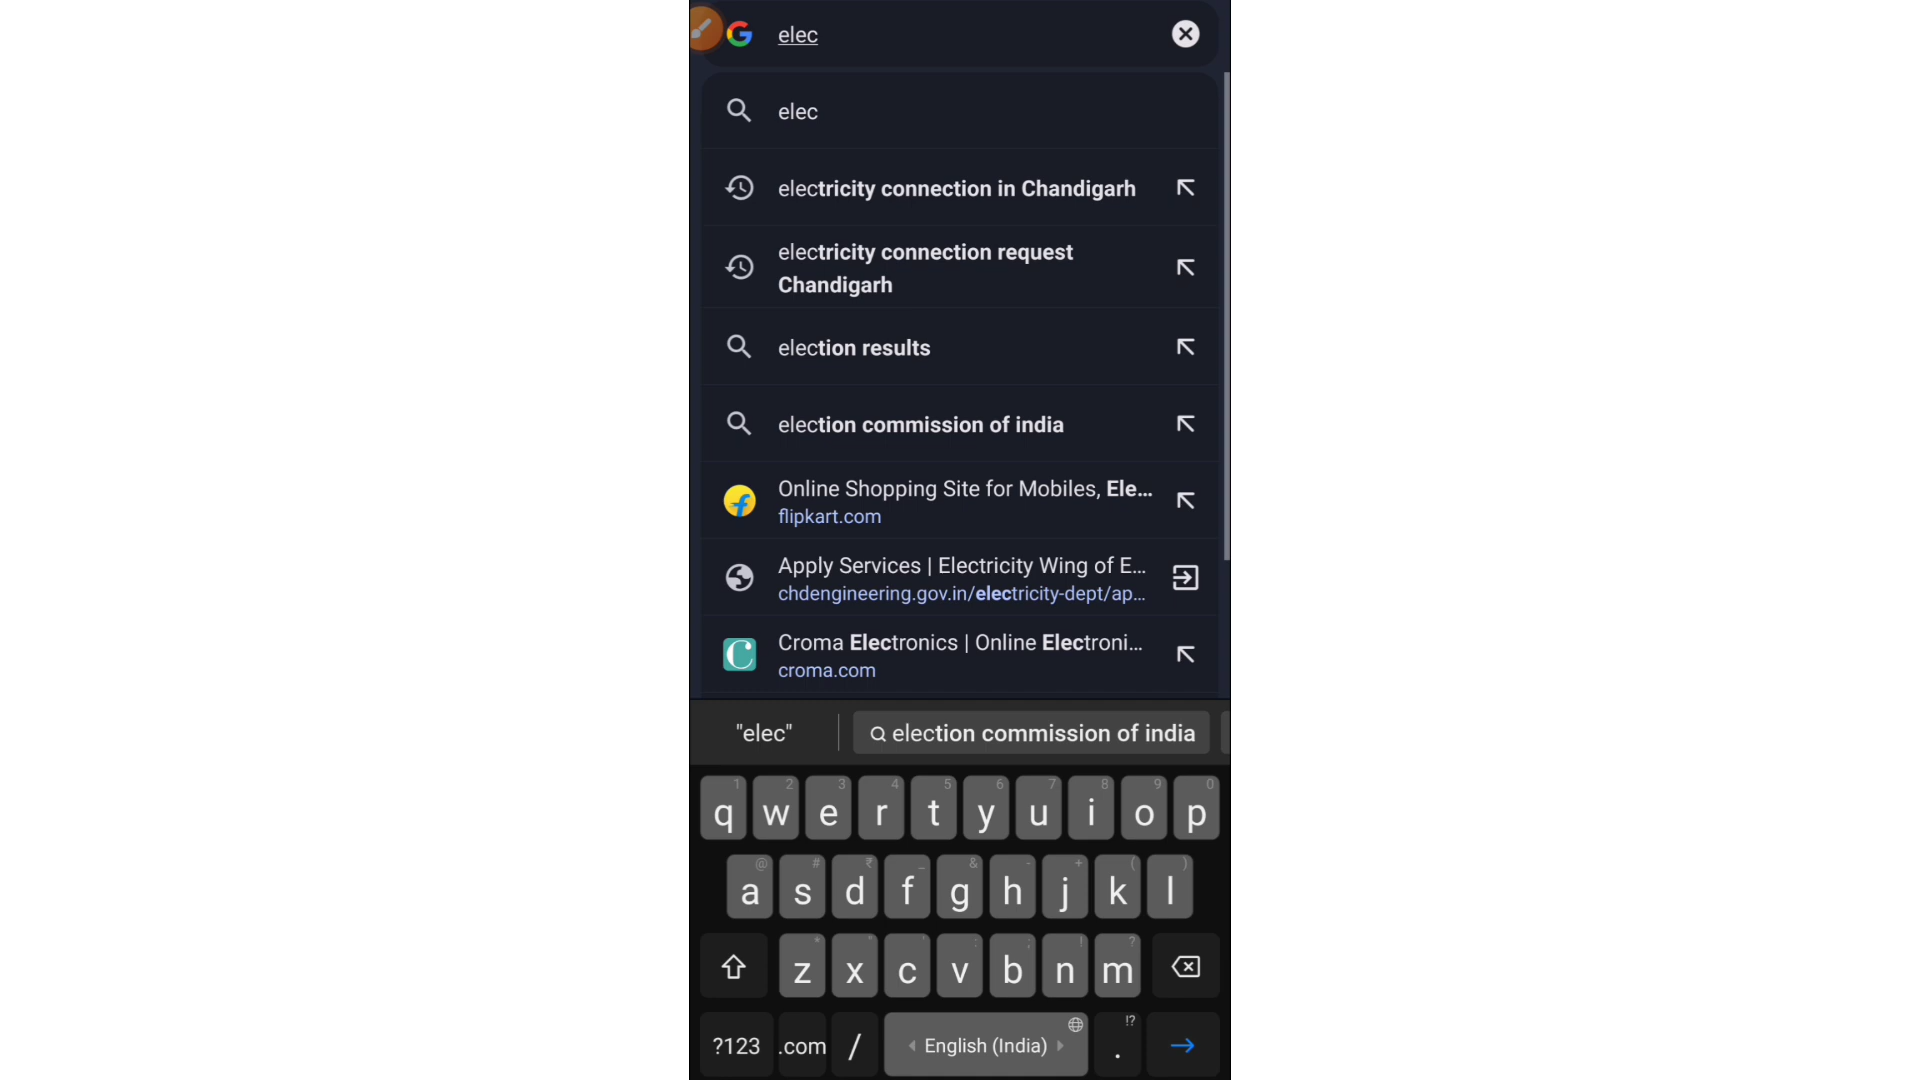 elec
elec
electricity connection in Chandigarh
electricity connection request
Chandigarh
election results
election commission of india
Online Shopping Site for Mobiles, Ele...
flipkart.com
Apply Services | Electricity Wing of E...
chdengineering.gov.in/electricity-dept/ap...
Croma Electronics | Online Electroni...
croma.com
"elec" election commission of india
1 2 3 4 5 6 7 8 9 0
q w e r t y u i o p
@ # ₹ _ & - + ( )
a s d f g h j k l
* " ' : ; ! ?
z x c v b n m
!?
?123 .com / English (India) .